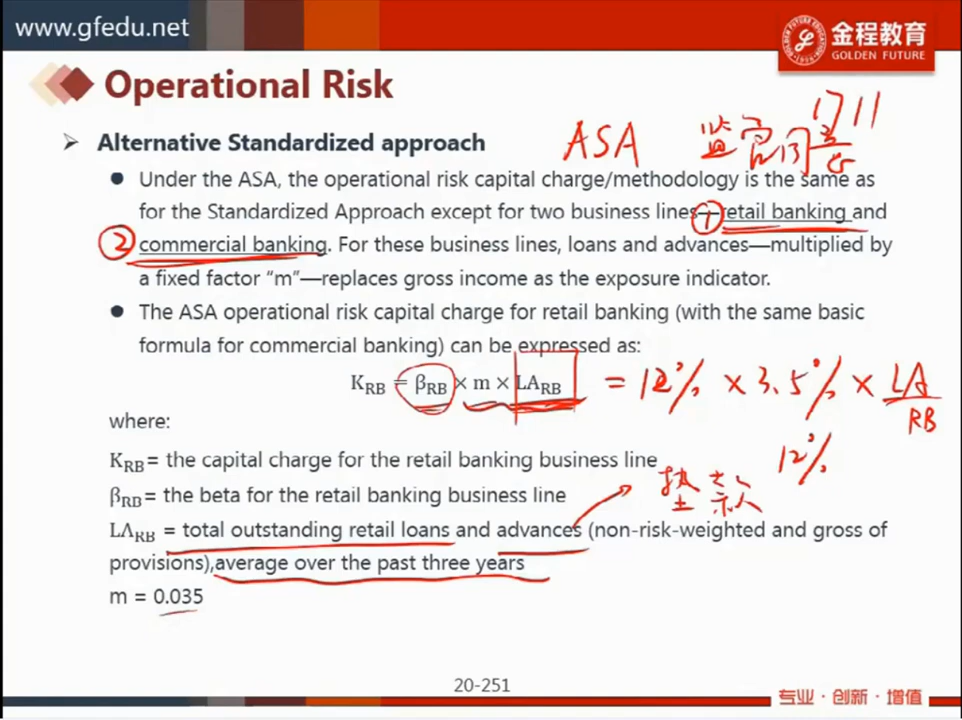 www.gfedu.net
金程教育
GOLDEN FUTURE
Operational Risk
Alternative Standardized approach
ASA
监官问
● Under the ASA, the operational risk capital charge/methodology is the same as
for the Standardized Approach except for two business lines—①retail banking and
② commercial banking. For these business lines, loans and advances—multiplied by
a fixed factor "m"—replaces gross income as the exposure indicator.
● The ASA operational risk capital charge for retail banking (with the same basic
formula for commercial banking) can be expressed as:
K_RB = β_RB × m × LA_RB = 12% × 3.5% × LA RB
12%
where:
K_RB = the capital charge for the retail banking business line
垫款
β_RB = the beta for the retail banking business line
LA_RB = total outstanding retail loans and advances (non-risk-weighted and gross of
provisions),average over the past three years
m = 0.035
20-251
专业·创新·增值